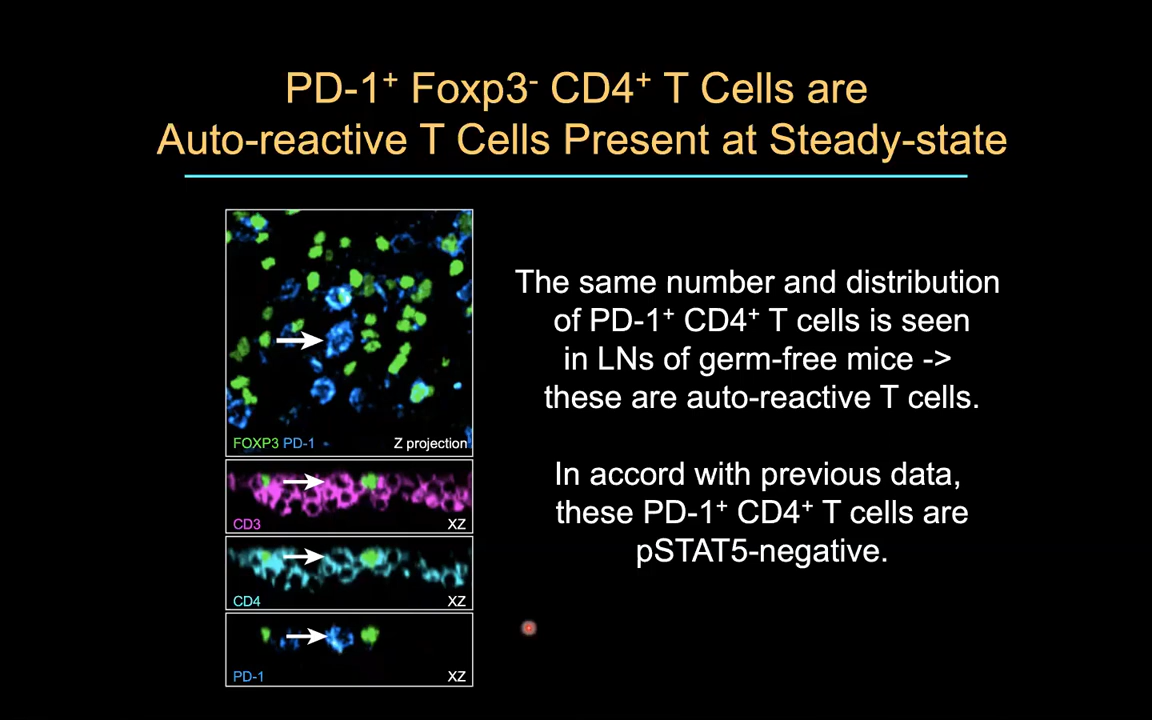 PD-1⁺ Foxp3⁻ CD4⁺ T Cells are
Auto-reactive T Cells Present at Steady-state
FOXP3 PD-1 Z projection
CD3 XZ
CD4 XZ
PD-1 XZ
The same number and distribution
of PD-1⁺ CD4⁺ T cells is seen
in LNs of germ-free mice ->
these are auto-reactive T cells.
In accord with previous data,
these PD-1⁺ CD4⁺ T cells are
pSTAT5-negative.